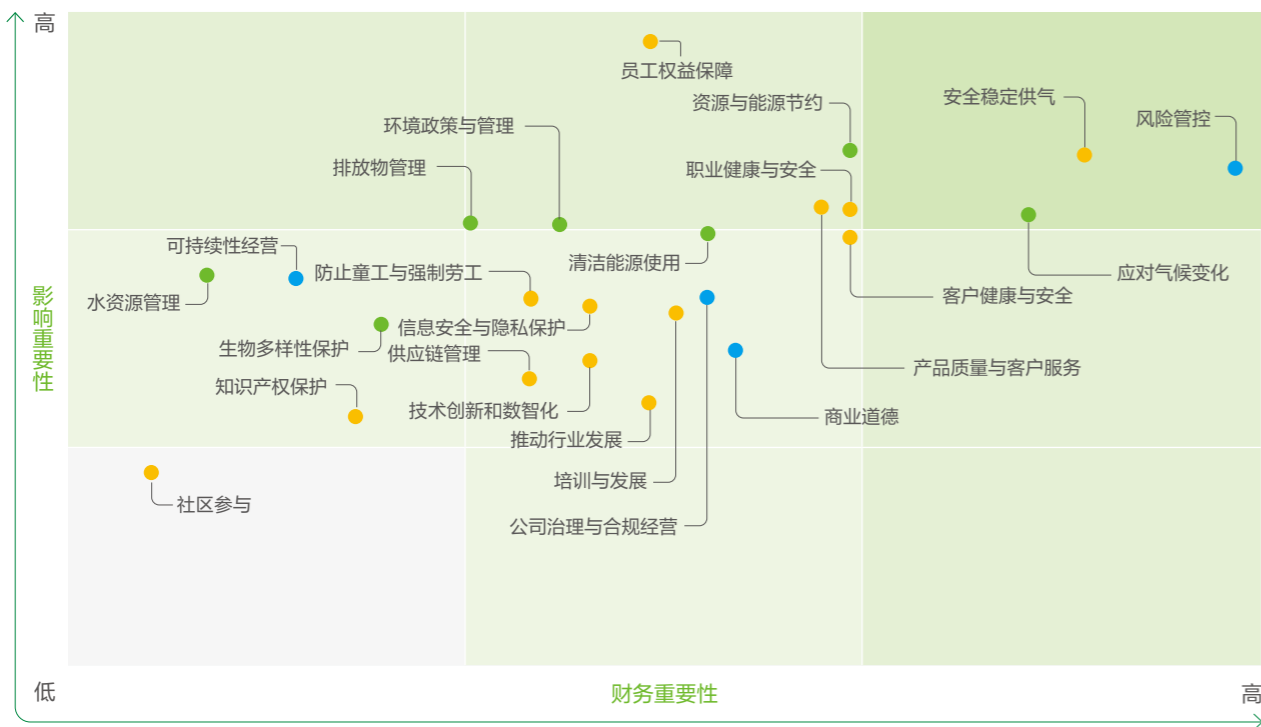 高
员工权益保障
资源与能源节约
安全稳定供气
风险管控
环境政策与管理
排放物管理
职业健康与安全
可持续性经营
防止童工与强制劳工
清洁能源使用
应对气候变化
水资源管理
客户健康与安全
影响重要性
信息安全与隐私保护
生物多样性保护
供应链管理
产品质量与客户服务
知识产权保护
技术创新和数智化
商业道德
推动行业发展
培训与发展
社区参与
公司治理与合规经营
低
财务重要性
高